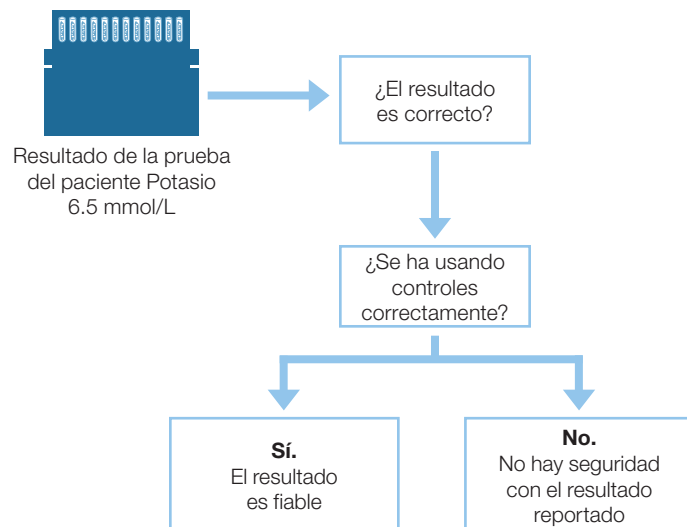 Resultado de la prueba
del paciente Potasio
6.5 mmol/L
¿El resultado
es correcto?
¿Se ha usando
controles
correctamente?
Sí.
El resultado
es fiable
No.
No hay seguridad
con el resultado
reportado